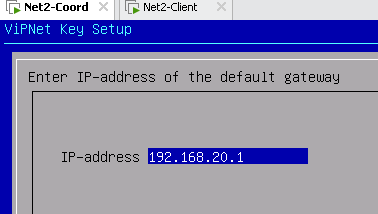 Net2-Coord × Net2-Client ×
ViPNet Key Setup
Enter IP-address of the default gateway
IP-address 192.168.20.1